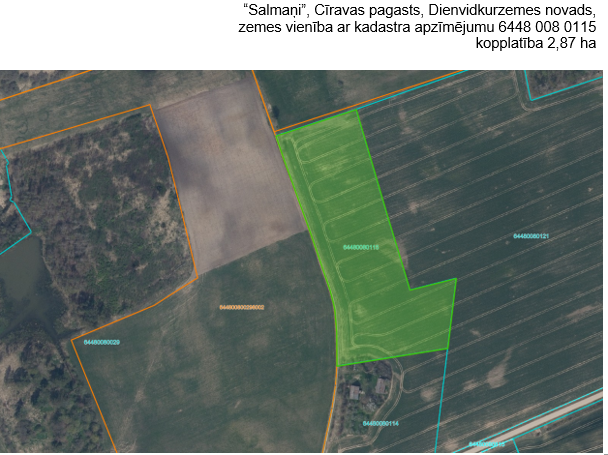 “Salmaņi”, Cīravas pagasts, Dienvidkurzemes novads,
zemes vienība ar kadastra apzīmējumu 6448 008 0115
kopplatība 2,87 ha
64480080121
64480080115
64480080029
64480080114